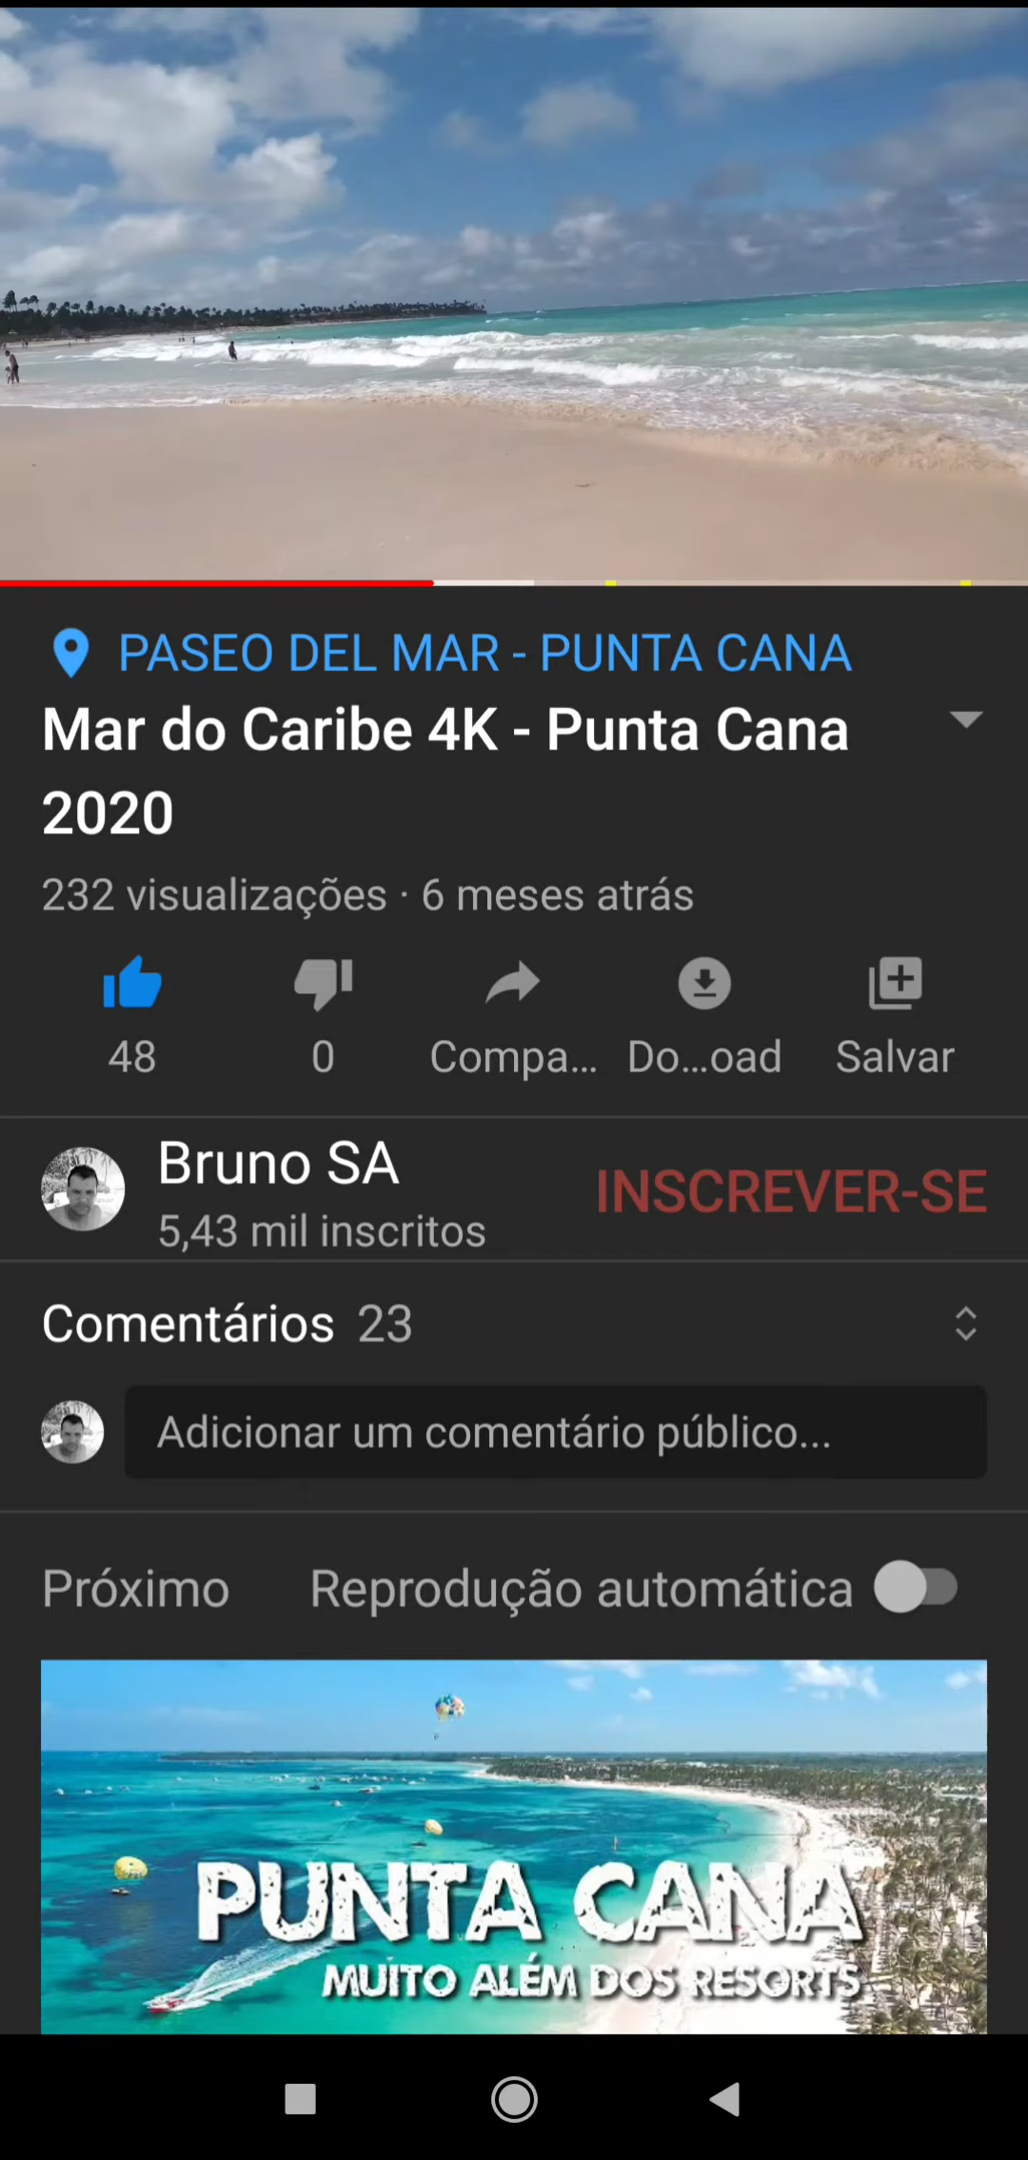 PASEO DEL MAR - PUNTA CANA
Mar do Caribe 4K - Punta Cana
2020
232 visualizações · 6 meses atrás
48
0
Compa...
Do...oad
Salvar
Bruno SA
INSCREVER-SE
5,43 mil inscritos
Comentários 23
Adicionar um comentário público...
Próximo
Reprodução automática
PUNTA CANA
MUITO ALÉM DOS RESORTS